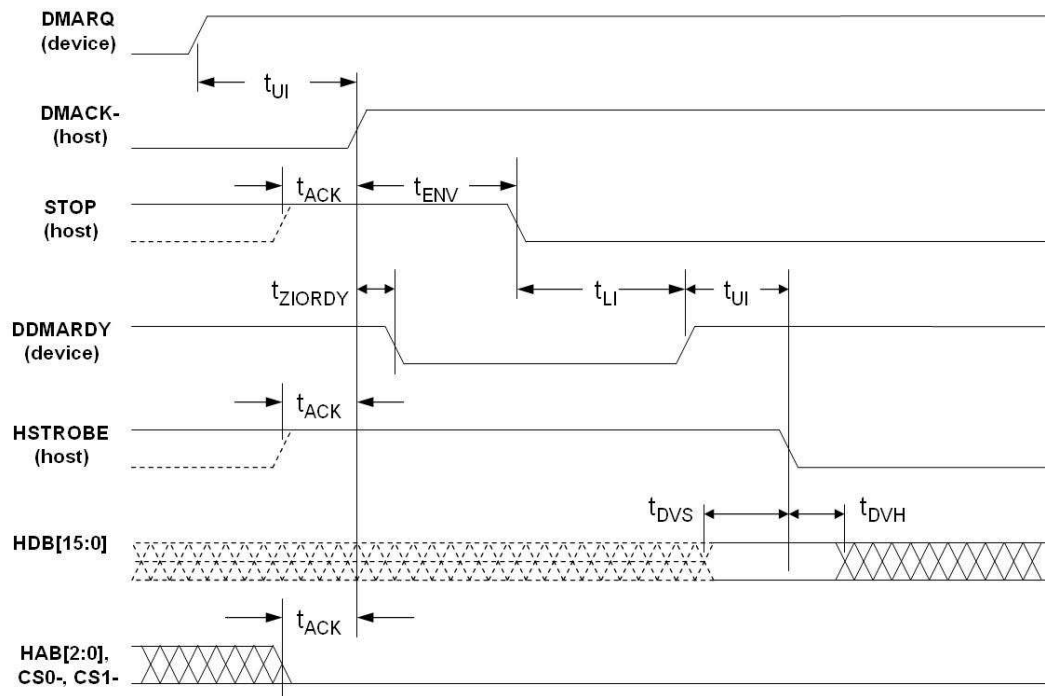 DMARQ
(device)
tUI
DMACK-
(host)
tACK
tENV
STOP
(host)
tZIORDY
tLI
tUI
DDMARDY
(device)
tACK
HSTROBE
(host)
tDVS
tDVH
HDB[15:0]
tACK
HAB[2:0],
CS0-, CS1-